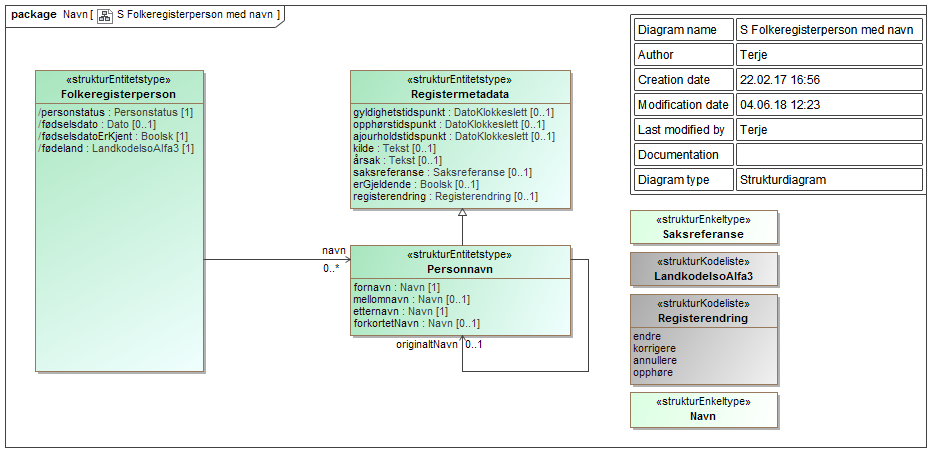 package Navn [ S Folkeregisterperson med navn ]
«strukturEntitetstype»
Folkeregisterperson
/personstatus : Personstatus [1]
/fødselsdato : Dato [0..1]
/fødselsdatoErKjent : Boolsk [1]
/fødeland : LandkodeIsoAlfa3 [1]
«strukturEntitetstype»
Registermetadata
gyldighetstidspunkt : DatoKlokkeslett [0..1]
opphørstidspunkt : DatoKlokkeslett [0..1]
ajourholdstidspunkt : DatoKlokkeslett [0..1]
kilde : Tekst [0..1]
årsak : Tekst [0..1]
saksreferanse : Saksreferanse [0..1]
erGjeldende : Boolsk [0..1]
registerendring : Registerendring [0..1]
navn
0..*
«strukturEntitetstype»
Personnavn
fornavn : Navn [1]
mellomnavn : Navn [0..1]
etternavn : Navn [1]
forkortetNavn : Navn [0..1]
originaltNavn 0..1
Diagram name S Folkeregisterperson med navn
Author Terje
Creation date 22.02.17 16:56
Modification date 04.06.18 12:23
Last modified by Terje
Documentation
Diagram type Strukturdiagram
«strukturEnkeltype»
Saksreferanse
«strukturKodeliste»
LandkodeIsoAlfa3
«strukturKodeliste»
Registerendring
endre
korrigere
annullere
opphøre
«strukturEnkeltype»
Navn